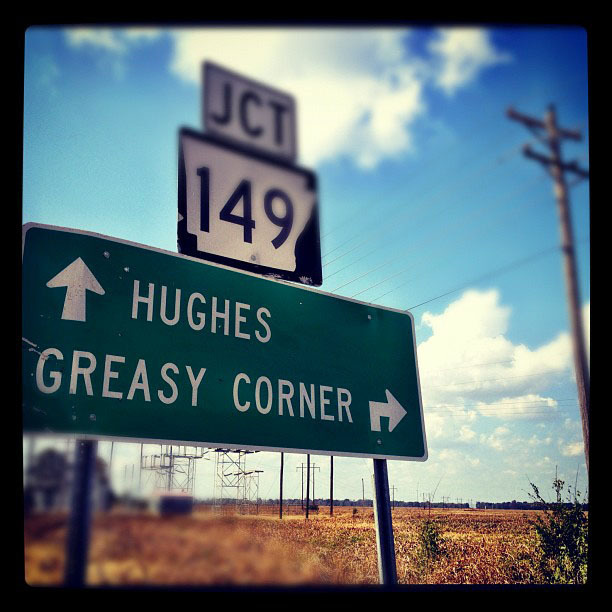 JCT
149
HUGHES
GREASY CORNER